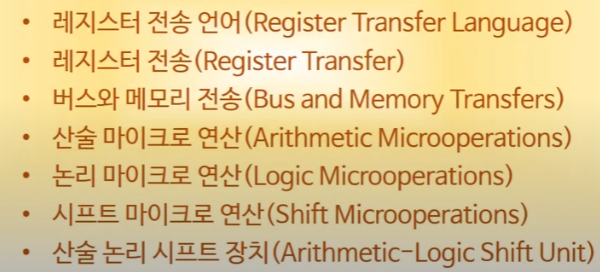 • 레지스터 전송 언어(Register Transfer Language)
• 레지스터 전송(Register Transfer)
• 버스와 메모리 전송(Bus and Memory Transfers)
• 산술 마이크로 연산(Arithmetic Microoperations)
• 논리 마이크로 연산(Logic Microoperations)
• 시프트 마이크로 연산(Shift Microoperations)
• 산술 논리 시프트 장치(Arithmetic-Logic Shift Unit)